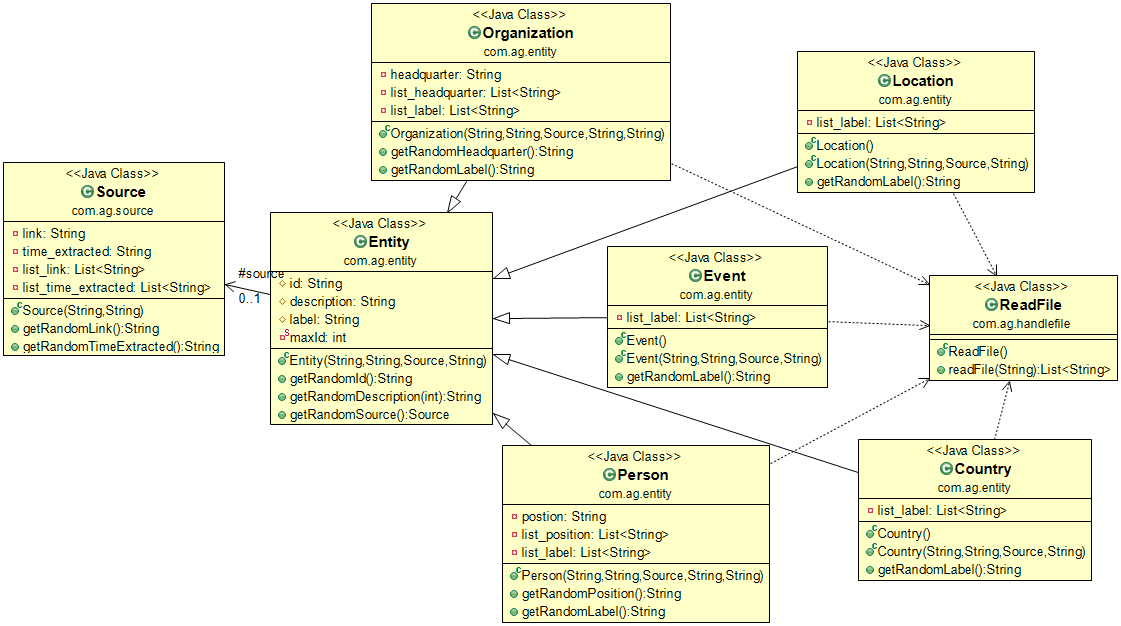 <<Java Class>>
Organization
com.ag.entity
headquarter: String
list_headquarter: List<String>
list_label: List<String>
Organization(String,String,Source,String,String)
getRandomHeadquarter():String
getRandomLabel():String
<<Java Class>>
Location
com.ag.entity
list_label: List<String>
Location()
Location(String,String,Source,String)
getRandomLabel():String
<<Java Class>>
Source
com.ag.source
link: String
time_extracted: String
list_link: List<String>
list_time_extracted: List<String>
Source(String,String)
getRandomLink():String
getRandomTimeExtracted():String
#source
0..1
<<Java Class>>
Entity
com.ag.entity
id: String
description: String
label: String
maxId: int
Entity(String,String,Source,String)
getRandomId():String
getRandomDescription(int):String
getRandomSource():Source
<<Java Class>>
Event
com.ag.entity
list_label: List<String>
Event()
Event(String,String,Source,String)
getRandomLabel():String
<<Java Class>>
ReadFile
com.ag.handlefile
ReadFile()
readFile(String):List<String>
<<Java Class>>
Person
com.ag.entity
postion: String
list_position: List<String>
list_label: List<String>
Person(String,String,Source,String,String)
getRandomPosition():String
getRandomLabel():String
<<Java Class>>
Country
com.ag.entity
list_label: List<String>
Country()
Country(String,String,Source,String)
getRandomLabel():String